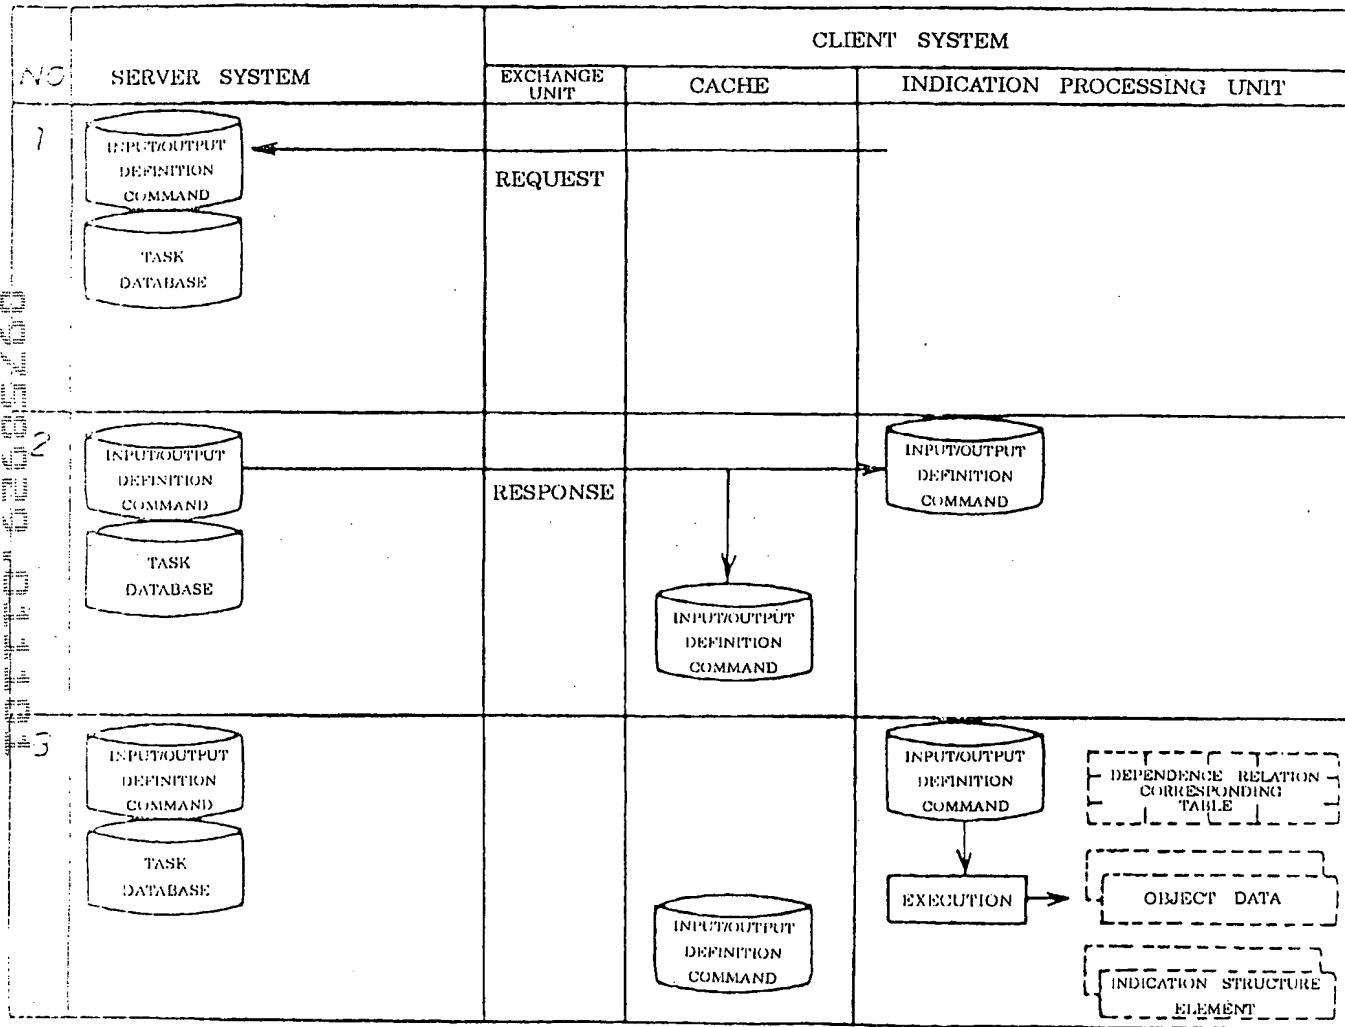 CLIENT SYSTEM
NO
SERVER SYSTEM
EXCHANGE
UNIT
CACHE
INDICATION PROCESSING UNIT
1
INPUT/OUTPUT
DEFINITION
COMMAND
TASK
DATABASE
REQUEST
2
INPUT/OUTPUT
DEFINITION
COMMAND
TASK
DATABASE
RESPONSE
INPUT/OUTPUT
DEFINITION
COMMAND
INPUT/OUTPUT
DEFINITION
COMMAND
3
INPUT/OUTPUT
DEFINITION
COMMAND
TASK
DATABASE
INPUT/OUTPUT
DEFINITION
COMMAND
INPUT/OUTPUT
DEFINITION
COMMAND
EXECUTION
DEPENDENCE RELATION
CORRESPONDING
TABLE
OBJECT DATA
INDICATION STRUCTURE
ELEMENT